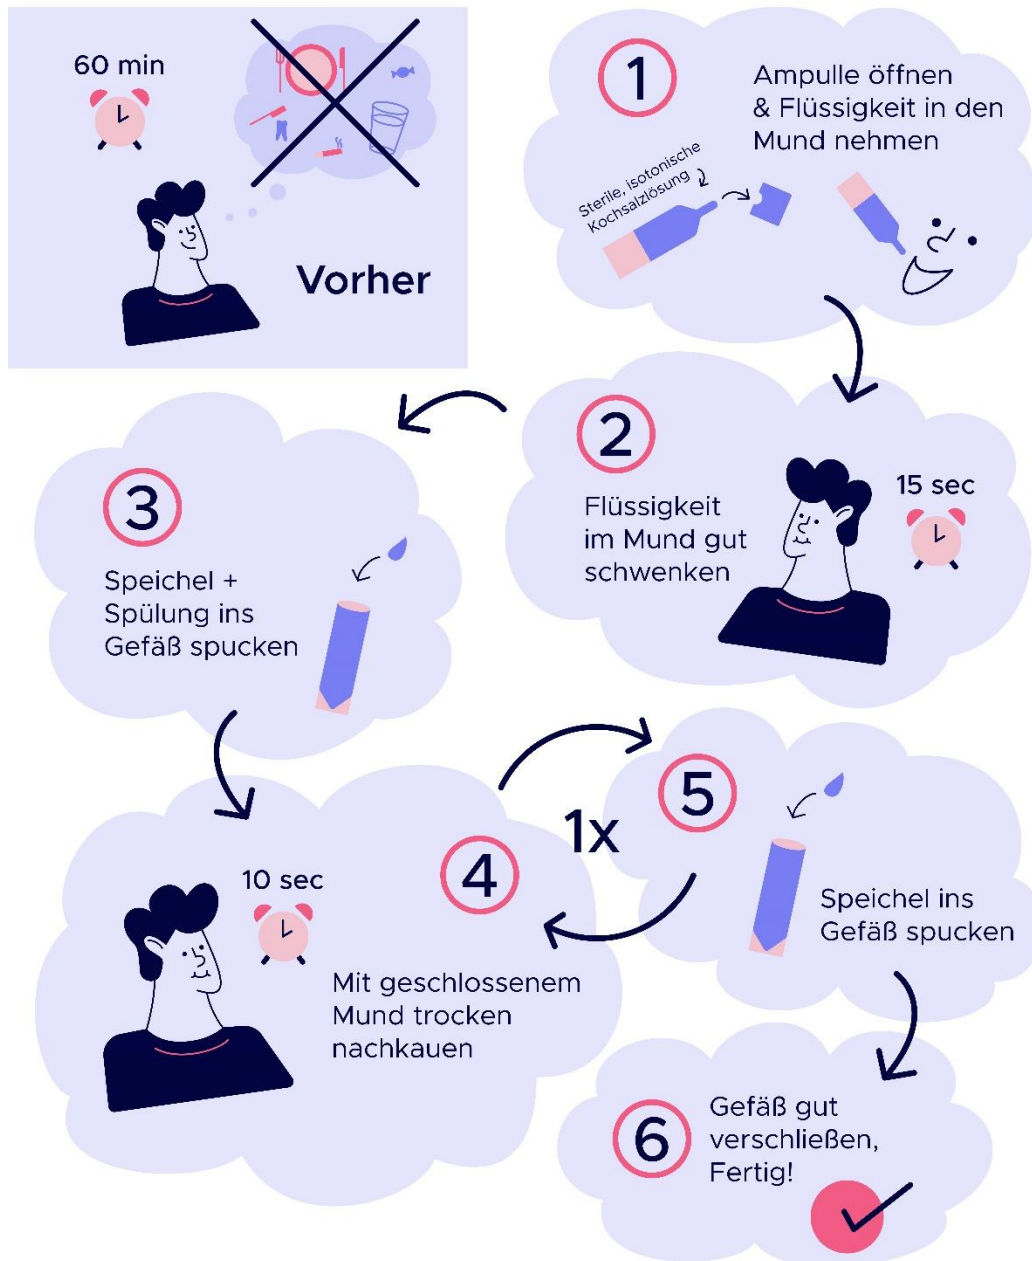 60 min
Vorher
1
Ampulle öffnen
& Flüssigkeit in den
Mund nehmen
Sterile, isotonische
Kochsalzlösung
2
15 sec
Flüssigkeit
im Mund gut
schwenken
3
Speichel +
Spülung ins
Gefäß spucken
4
10 sec
Mit geschlossenem
Mund trocken
nachkauen
1x
5
Speichel ins
Gefäß spucken
6
Gefäß gut
verschließen,
Fertig!